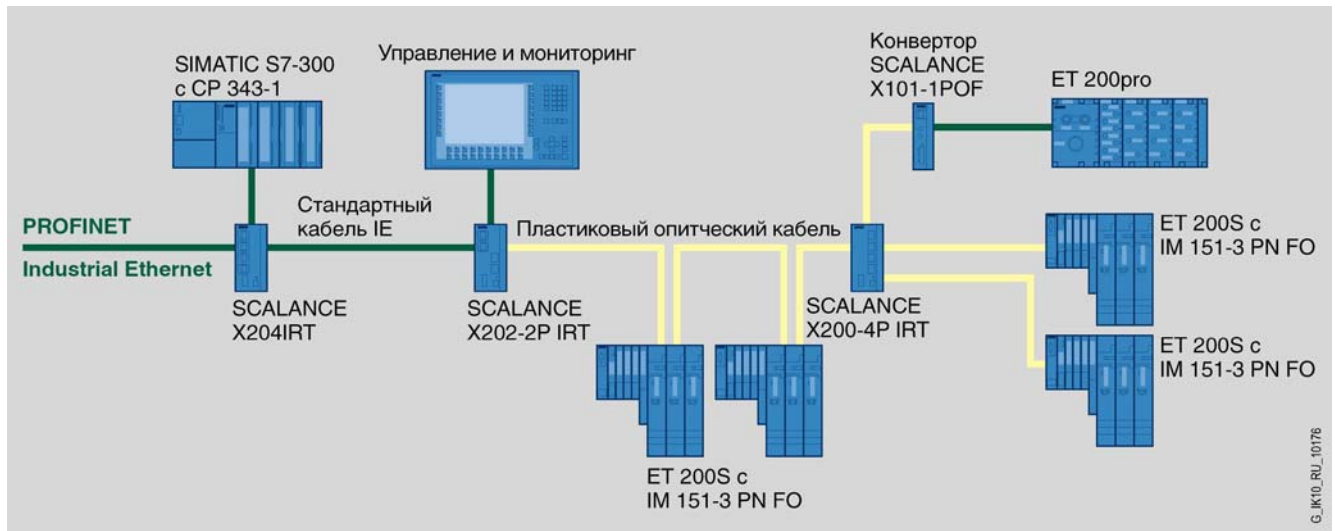 SIMATIC S7-300
с CP 343-1
Управление и мониторинг
Конвертор
SCALANCE
X101-1POF
ET 200pro
PROFINET
Industrial Ethernet
Стандартный
кабель IE
Пластиковый опитческий кабель
SCALANCE
X204IRT
SCALANCE
X202-2P IRT
SCALANCE
X200-4P IRT
ET 200S с
IM 151-3 PN FO
ET 200S с
IM 151-3 PN FO
ET 200S с
IM 151-3 PN FO
G_IK10_RU_10176